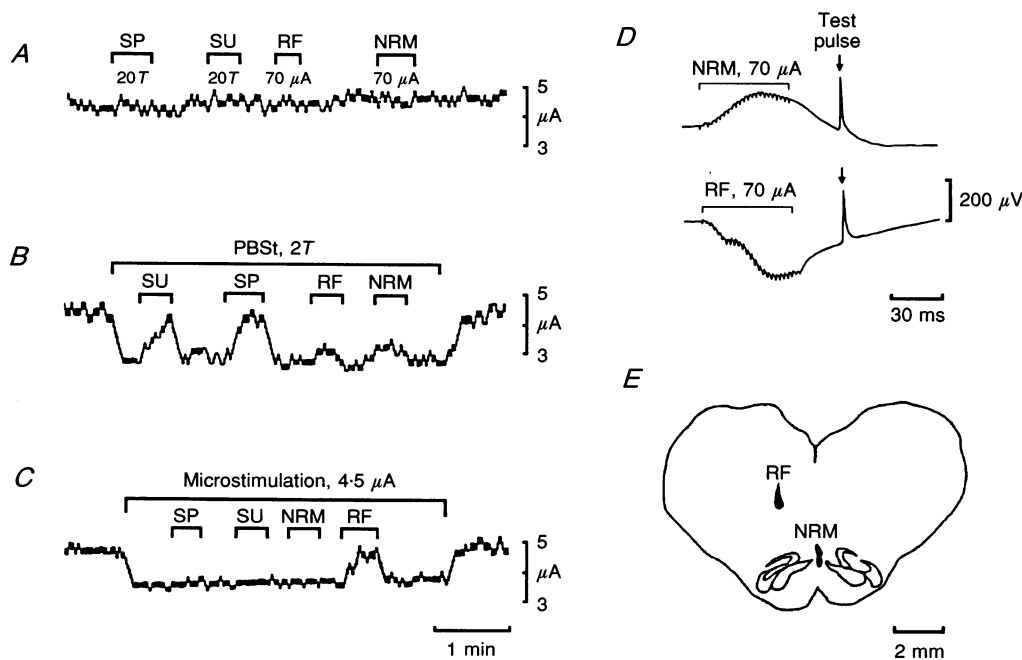 A
SP SU RF NRM
20T 20T 70 μA 70 μA
5
μA
3
B
PBSt, 2T
SU SP RF NRM
5
μA
3
C
Microstimulation, 4·5 μA
SP SU NRM RF
5
μA
3
1 min
D
Test
pulse
NRM, 70 μA
RF, 70 μA
200 μV
30 ms
E
RF
NRM
2 mm